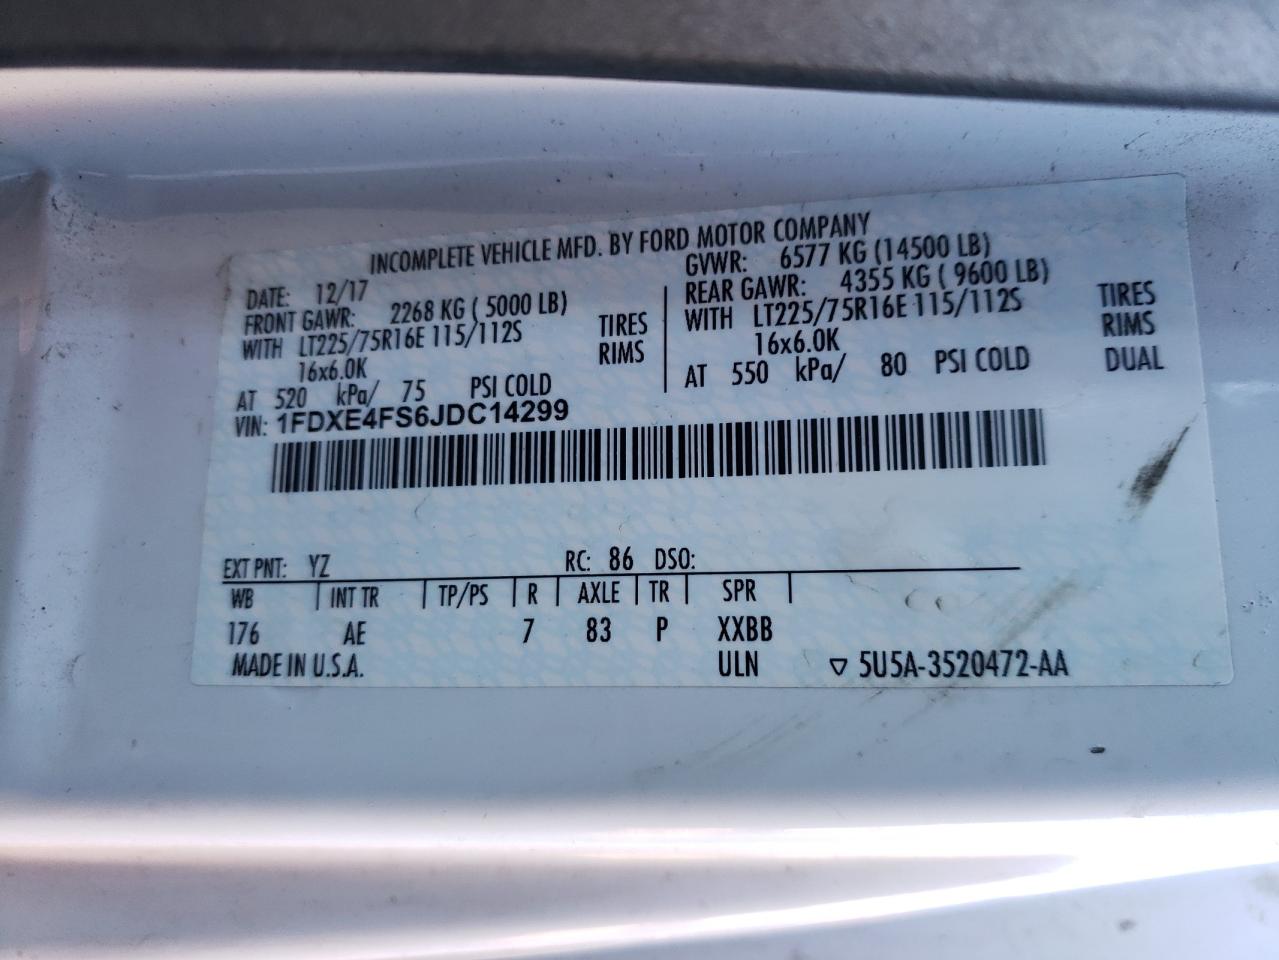 INCOMPLETE VEHICLE MFD. BY FORD MOTOR COMPANY
DATE: 12/17 GVWR: 6577 KG (14500 LB)
FRONT GAWR: 2268 KG ( 5000 LB) REAR GAWR: 4355 KG ( 9600 LB)
WITH LT225/75R16E 115/112S TIRES WITH LT225/75R16E 115/112S TIRES
16x6.0K RIMS 16x6.0K RIMS
AT 520 kPa/ 75 PSI COLD AT 550 kPa/ 80 PSI COLD DUAL
VIN: 1FDXE4FS6JDC14299
EXT PNT: YZ RC: 86 DSO:
WB INT TR TP/PS R AXLE TR SPR
176 AE 7 83 P XXBB
MADE IN U.S.A. ULN ▽ 5U5A-3520472-AA